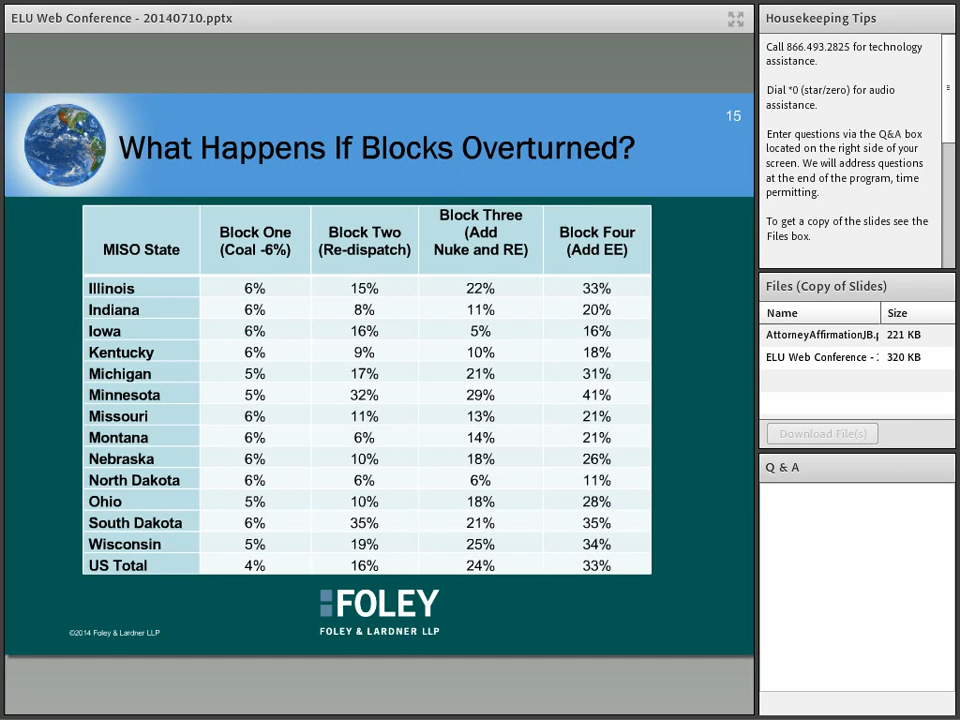 ELU Web Conference - 20140710.pptx
15
What Happens If Blocks Overturned?
MISO State Block One (Coal -6%) Block Two (Re-dispatch) Block Three (Add Nuke and RE) Block Four (Add EE)
Illinois 6% 15% 22% 33%
Indiana 6% 8% 11% 20%
Iowa 6% 16% 5% 16%
Kentucky 6% 9% 10% 18%
Michigan 5% 17% 21% 31%
Minnesota 5% 32% 29% 41%
Missouri 6% 11% 13% 21%
Montana 6% 6% 14% 21%
Nebraska 6% 10% 18% 26%
North Dakota 6% 6% 6% 11%
Ohio 5% 10% 18% 28%
South Dakota 6% 35% 21% 35%
Wisconsin 5% 19% 25% 34%
US Total 4% 16% 24% 33%
FOLEY
FOLEY & LARDNER LLP
©2014 Foley & Lardner LLP
Housekeeping Tips
Call 866.493.2825 for technology
assistance.
Dial *0 (star/zero) for audio
assistance.
Enter questions via the Q&A box
located on the right side of your
screen. We will address questions
at the end of the program, time
permitting.
To get a copy of the slides see the
Files box.
Files (Copy of Slides)
Name Size
AttorneyAffirmationJB.p 221 KB
ELU Web Conference - 320 KB
Download File(s)
Q & A